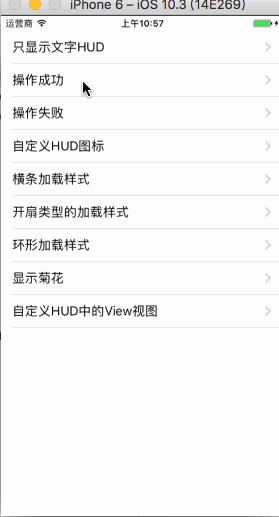 iPhone 6 – iOS 10.3 (14E269)
运营商 上午10:57
只显示文字HUD
操作成功
操作失败
自定义HUD图标
横条加载样式
开扇类型的加载样式
环形加载样式
显示菊花
自定义HUD中的View视图